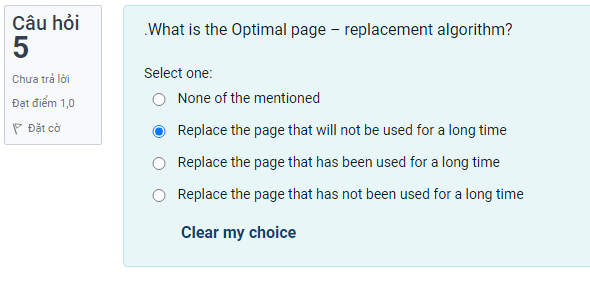 Câu hỏi
5
Chưa trả lời
Đạt điểm 1,0
Đặt cờ
.What is the Optimal page – replacement algorithm?
Select one:
None of the mentioned
Replace the page that will not be used for a long time
Replace the page that has been used for a long time
Replace the page that has not been used for a long time
Clear my choice